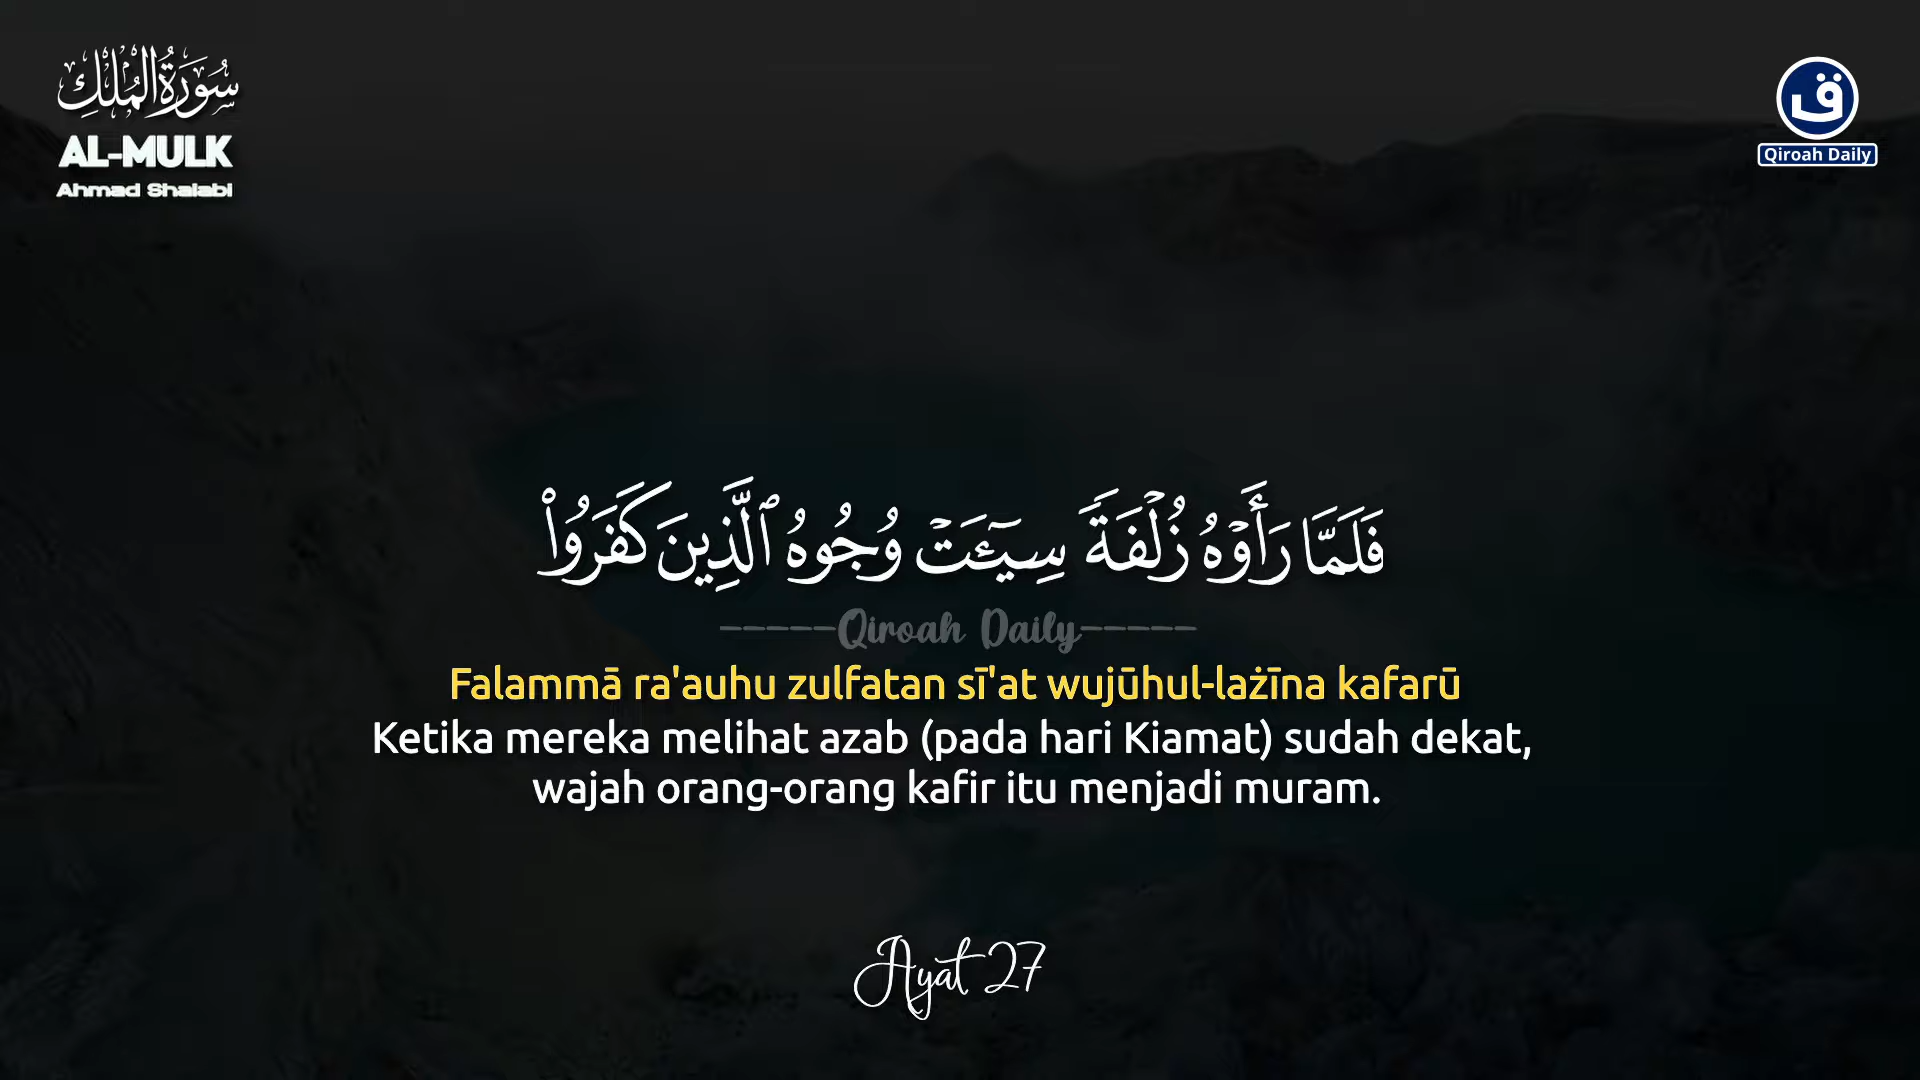 سُورَةُ الْمُلْكِ
AL-MULK
Ahmad Shalabi
ق
Qiroah Daily
فَلَمَّا رَأَوْهُ زُلْفَةً سِيٓـَٔتْ وُجُوهُ ٱلَّذِينَ كَفَرُوا۟
-----Qiroah Daily-----
Falammā ra'auhu zulfatan sī'at wujūhul-lażīna kafarū
Ketika mereka melihat azab (pada hari Kiamat) sudah dekat,
wajah orang-orang kafir itu menjadi muram.
Ayat 27